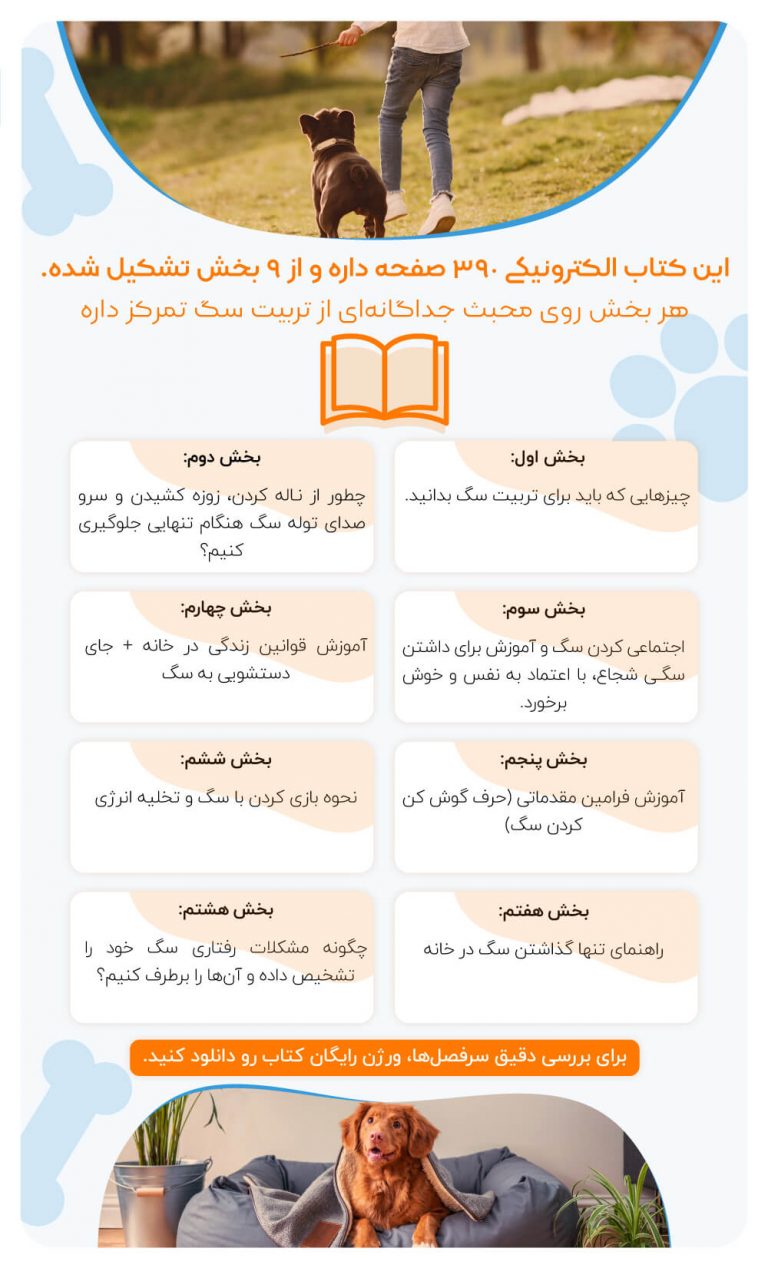 این کتاب الکترونیکی ۳۹۰ صفحه داره و از ۹ بخش تشکیل شده.
هر بخش روی محبث جداگانه‌ای از تربیت سگ تمرکز داره
بخش اول:
چیزهایی که باید برای تربیت سگ بدانید.
بخش دوم:
چطور از ناله کردن، زوزه کشیدن و سرو
صدای توله سگ هنگام تنهایی جلوگیری
کنیم؟
بخش سوم:
اجتماعی کردن سگ و آموزش برای داشتن
سگی شجاع، با اعتماد به نفس و خوش
برخورد.
بخش چهارم:
آموزش قوانین زندگی در خانه + جای
دستشویی به سگ
بخش پنجم:
آموزش فرامین مقدماتی (حرف گوش کن
کردن سگ)
بخش ششم:
نحوه بازی کردن با سگ و تخلیه انرژی
بخش هفتم:
راهنمای تنها گذاشتن سگ در خانه
بخش هشتم:
چگونه مشکلات رفتاری سگ خود را
تشخیص داده و آن‌ها را برطرف کنیم؟
برای بررسی دقیق سرفصل‌ها، ورژن رایگان کتاب رو دانلود کنید.